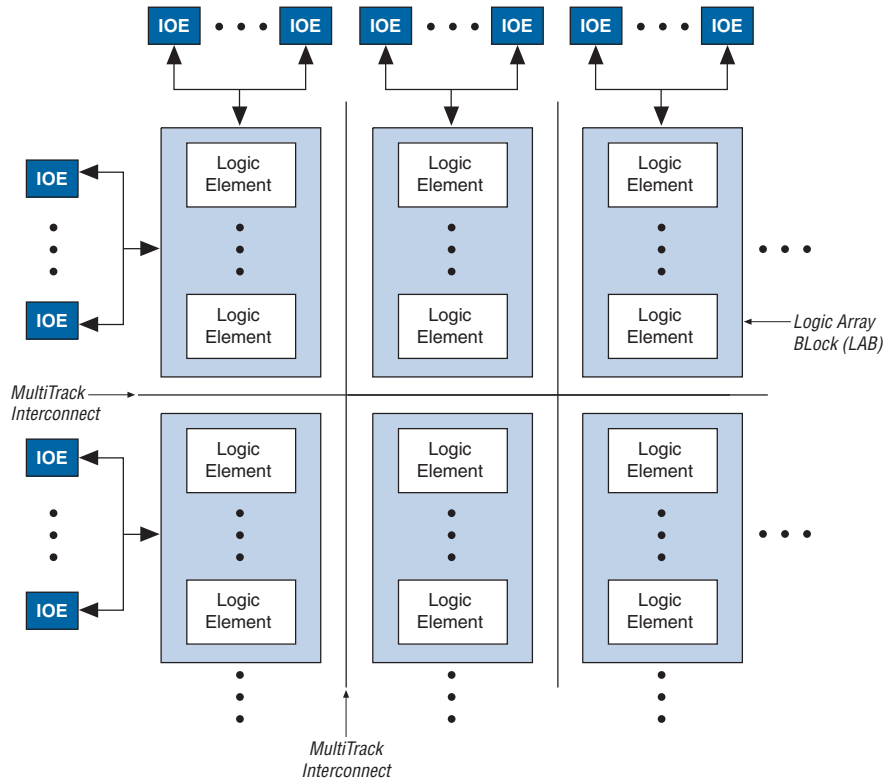 IOE IOE IOE IOE IOE IOE
Logic Element Logic Element Logic Element
IOE
IOE
Logic Element Logic Element Logic Element
Logic Array
BLock (LAB)
MultiTrack
Interconnect
IOE
Logic Element Logic Element Logic Element
IOE
Logic Element Logic Element Logic Element
MultiTrack
Interconnect